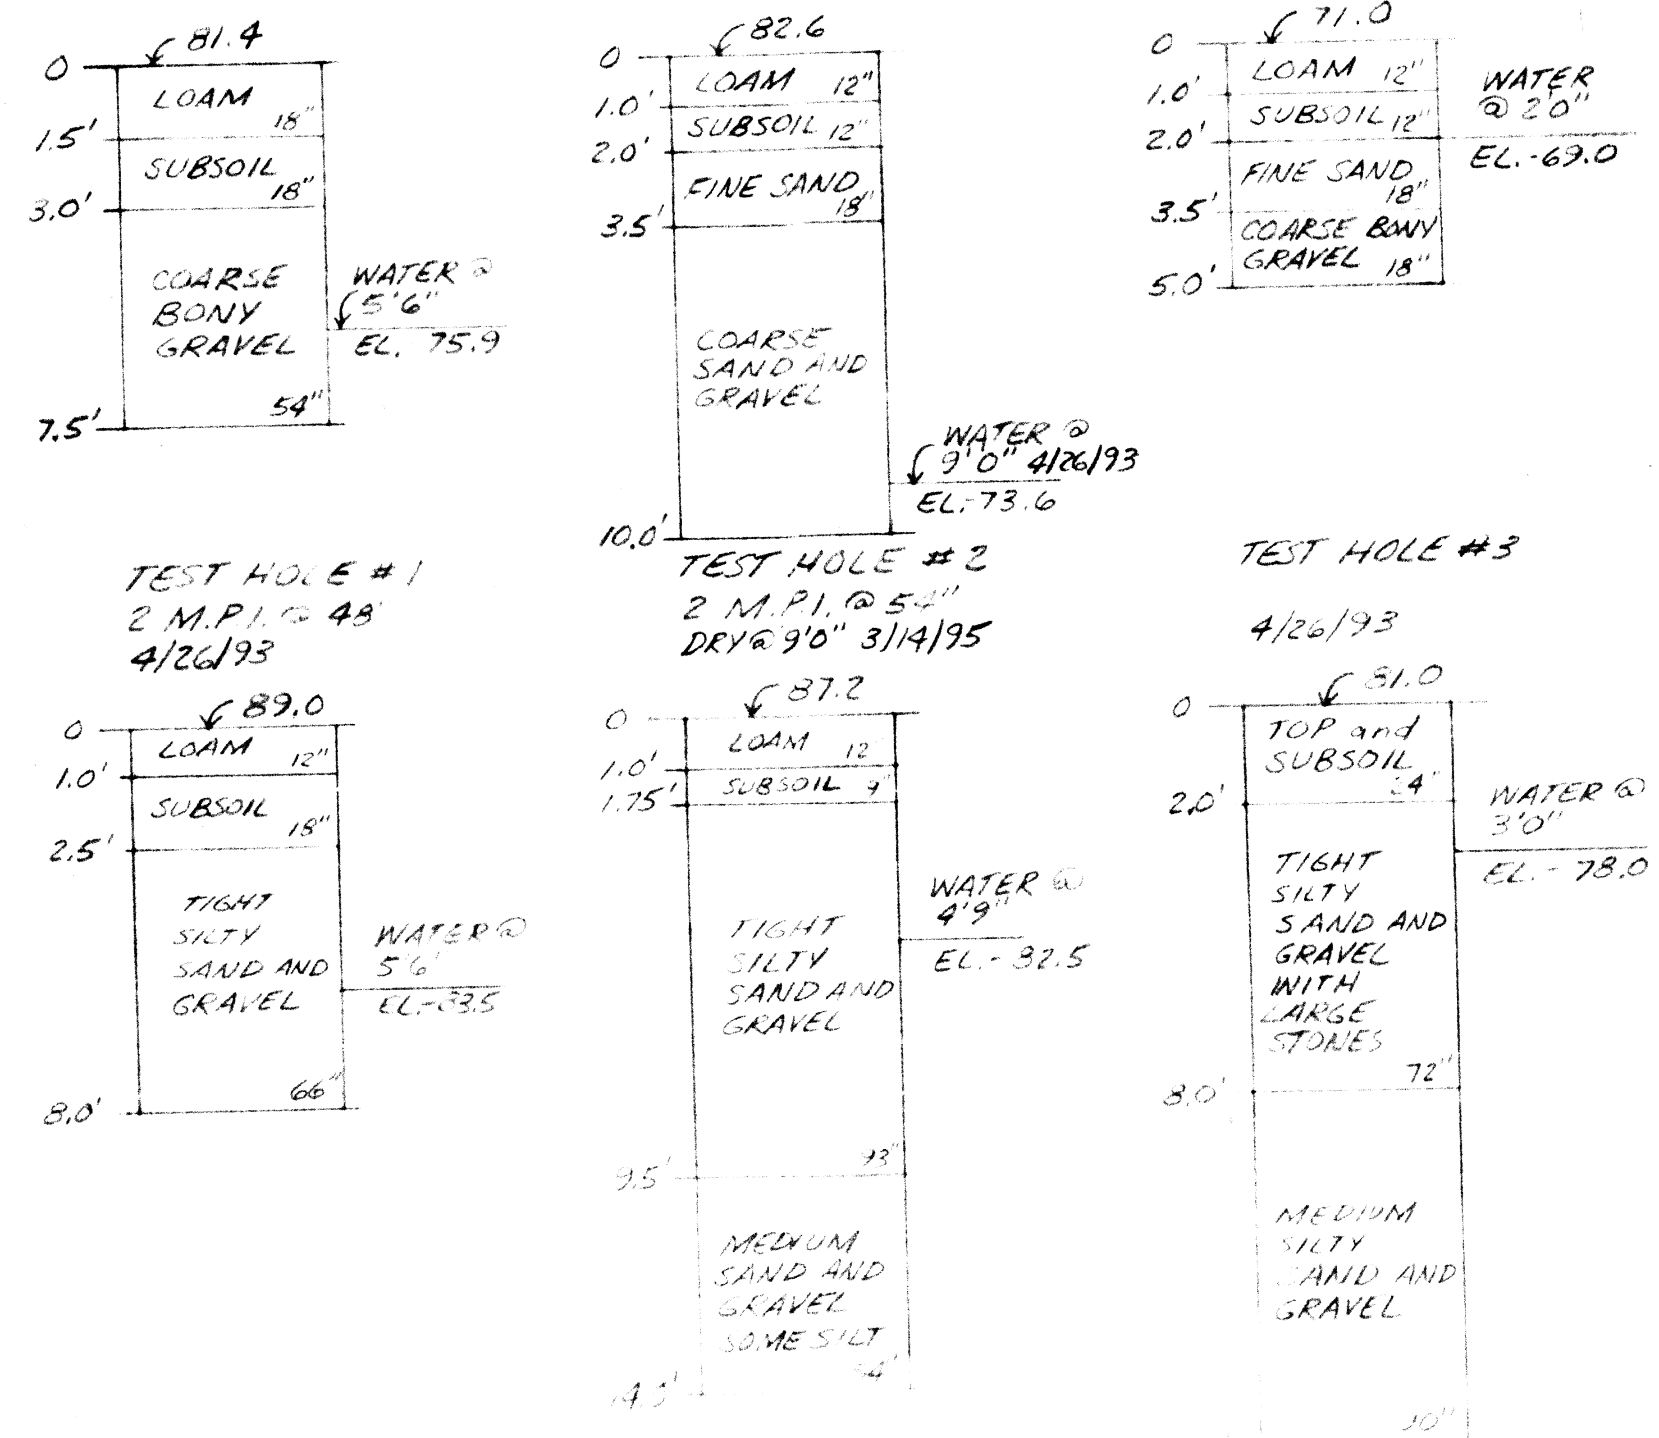 81.4
0
LOAM
18"
1.5'
SUBSOIL
18"
3.0'
COARSE
BONY
GRAVEL
WATER @
5'6"
EL. 75.9
54"
7.5'
TEST HOLE #1
2 M.P.I. @ 48
4/26/93
82.6
0
LOAM 12"
1.0'
SUBSOIL 12"
2.0'
FINE SAND
18"
3.5'
COARSE
SAND AND
GRAVEL
WATER @
9'0" 4/26/93
EL.-73.6
10.0'
TEST HOLE #2
2 M.P.I. @ 54"
DRY @ 9'0" 3/14/95
71.0
0
LOAM 12"
1.0'
SUBSOIL 12"
2.0'
WATER
@ 2'0"
EL.-69.0
FINE SAND
18"
3.5'
COARSE BONY
GRAVEL 18"
5.0'
TEST HOLE #3
4/26/93
89.0
0
LOAM 12"
1.0'
SUBSOIL
18"
2.5'
TIGHT
SILTY
SAND AND
GRAVEL
WATER @
5'6"
EL.-83.5
66"
8.0'
87.2
0
LOAM 12
1.0'
SUBSOIL 9"
1.75'
TIGHT
SILTY
SAND AND
GRAVEL
WATER @
4'9"
EL.-82.5
93"
9.5'
MEDIUM
SAND AND
GRAVEL
SOME SILT
81.0
0
TOP and
SUBSOIL
24"
2.0'
WATER @
3'0"
EL.-78.0
TIGHT
SILTY
SAND AND
GRAVEL
WITH
LARGE
STONES
72"
8.0'
MEDIUM
SILTY
SAND AND
GRAVEL